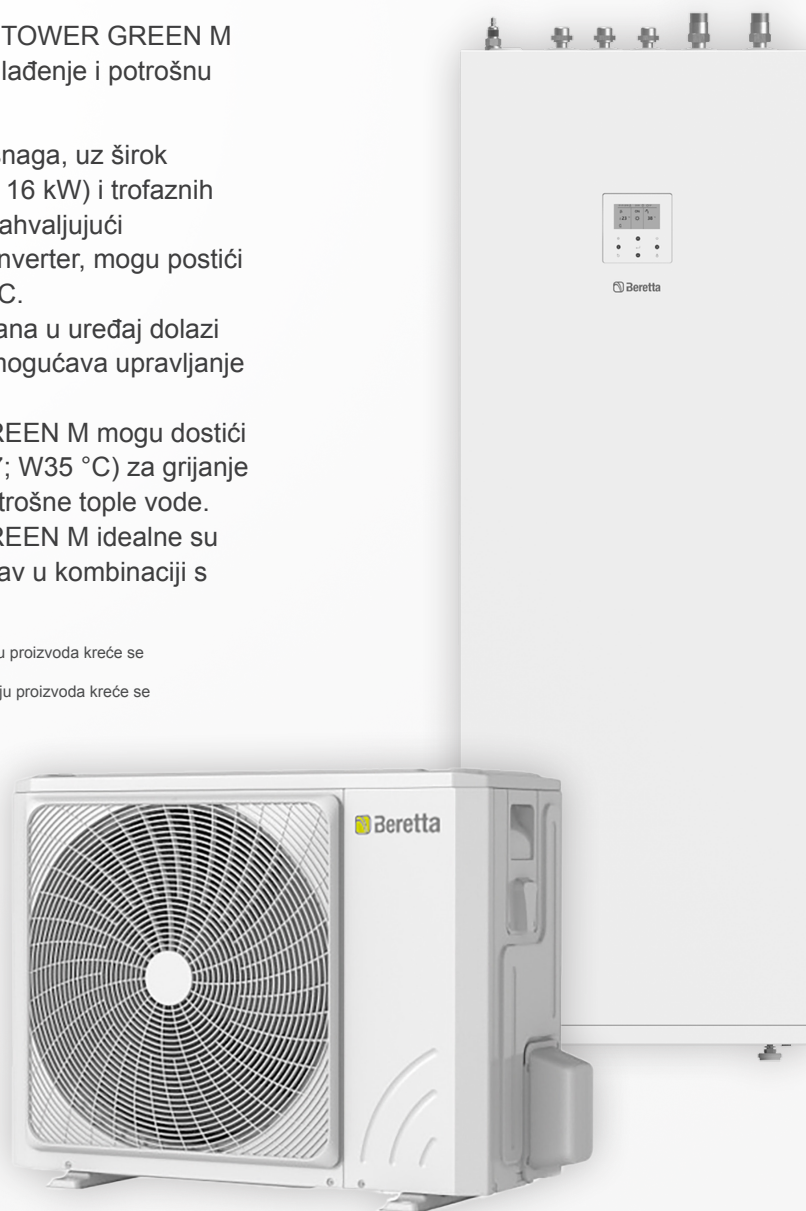 TOWER GREEN M
lađenje i potrošnu
snaga, uz širok
16 kW) i trofaznih
ahvaljujući
nverter, mogu postići
C.
ana u uređaj dolazi
mogućava upravljanje
REEN M mogu dostići
; W35 °C) za grijanje
trošne tople vode.
REEN M idealne su
av u kombinaciji s
u proizvoda kreće se
ju proizvoda kreće se
Beretta
Beretta